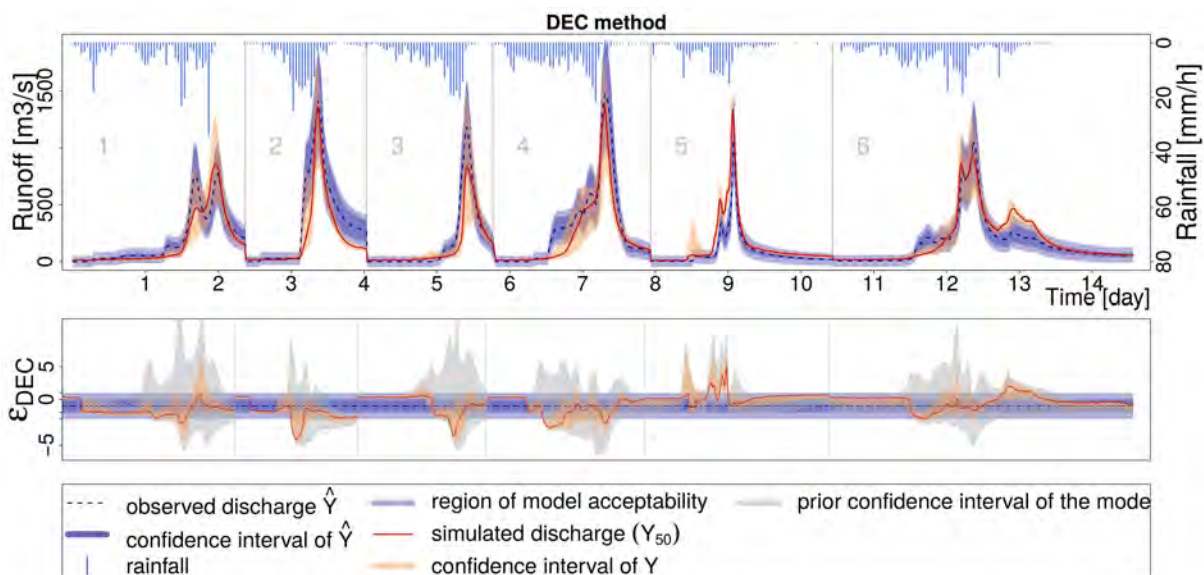 DEC method
Runoff [m3/s]
1500
500
0
1
2
3
4
5
6
0
20
40
60
80
Rainfall [mm/h]
1 2 3 4 5 6 7 8 9 10 11 12 13 14
Time [day]
εDEC
5
0
−5
observed discharge Ŷ region of model acceptability prior confidence interval of the mode
confidence interval of Ŷ simulated discharge (Y50)
rainfall confidence interval of Y